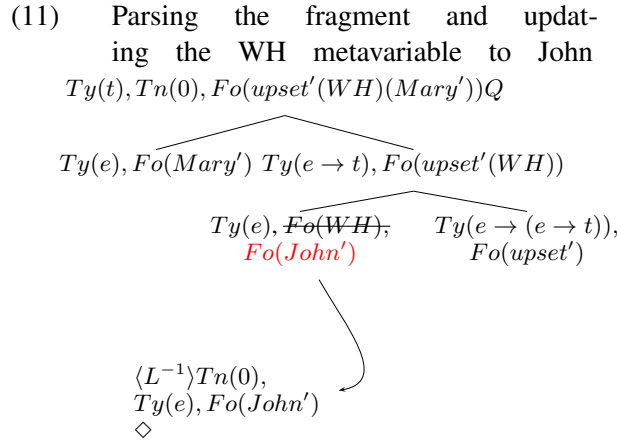 (11) Parsing the fragment and updat-
ing the WH metavariable to John
Ty(t), Tn(0), Fo(upset′(WH)(Mary′))Q
Ty(e), Fo(Mary′) Ty(e → t), Fo(upset′(WH))
Ty(e), Fo(WH), Ty(e → (e → t)),
Fo(John′) Fo(upset′)
⟨L⁻¹⟩Tn(0),
Ty(e), Fo(John′)
◇